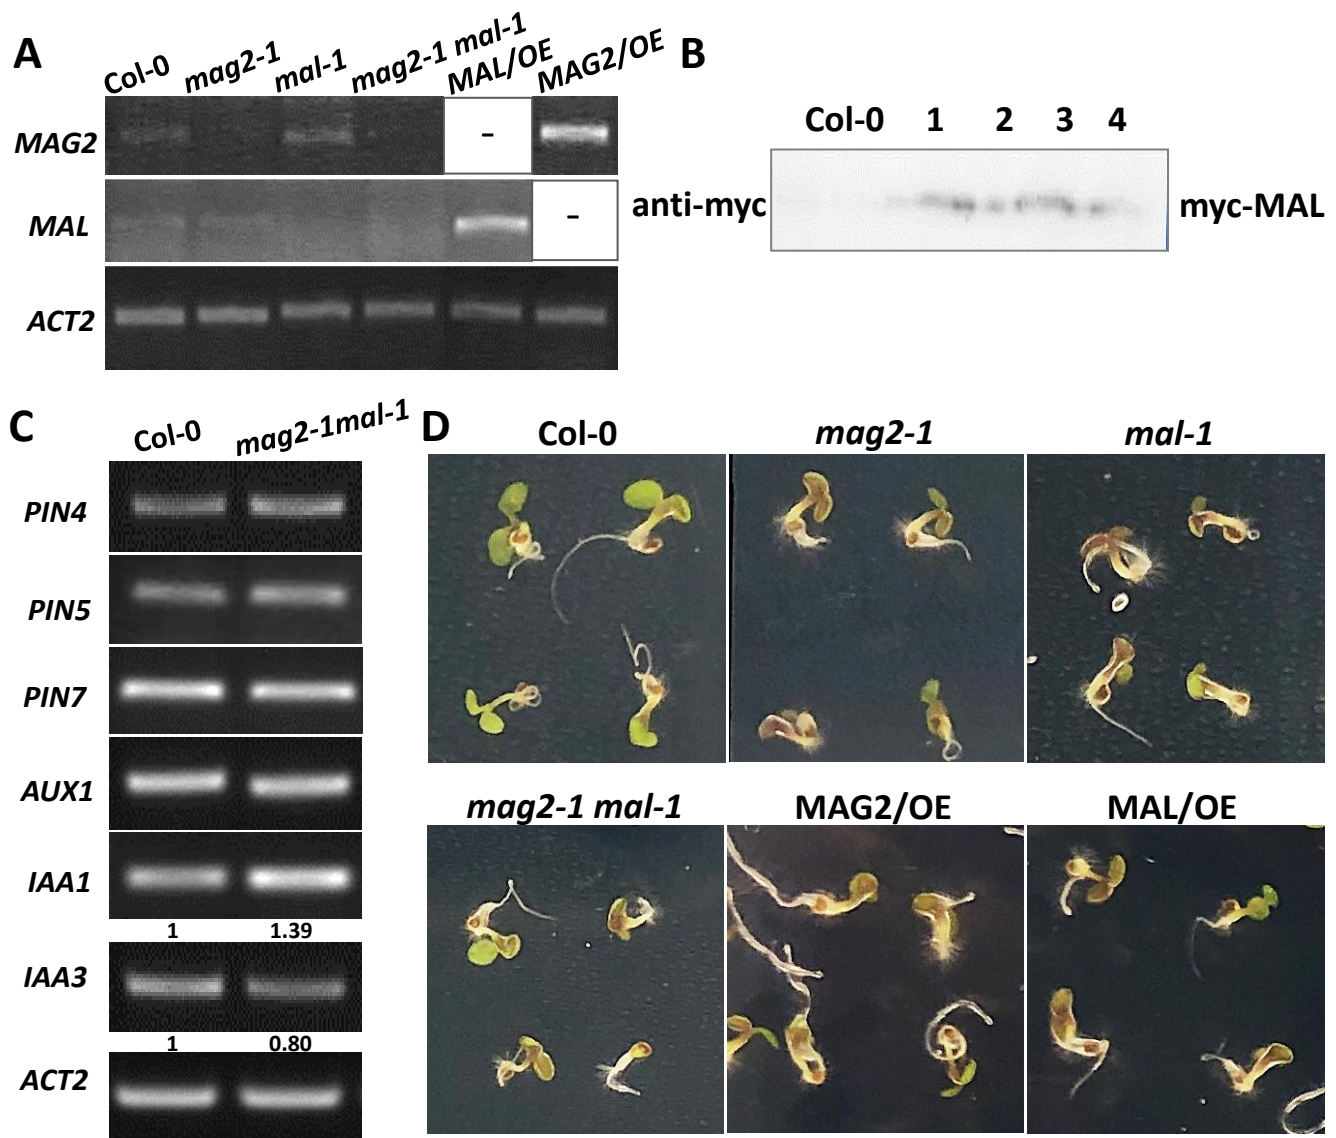 A
Col-0 mag2-1 mal-1 mag2-1 mal-1 MAL/OE MAG2/OE
MAG2 -
MAL -
ACT2
B
Col-0 1 2 3 4
anti-myc myc-MAL
C
Col-0 mag2-1mal-1
PIN4
PIN5
PIN7
AUX1
IAA1
1 1.39
IAA3
1 0.80
ACT2
D
Col-0 mag2-1 mal-1
mag2-1 mal-1 MAG2/OE MAL/OE